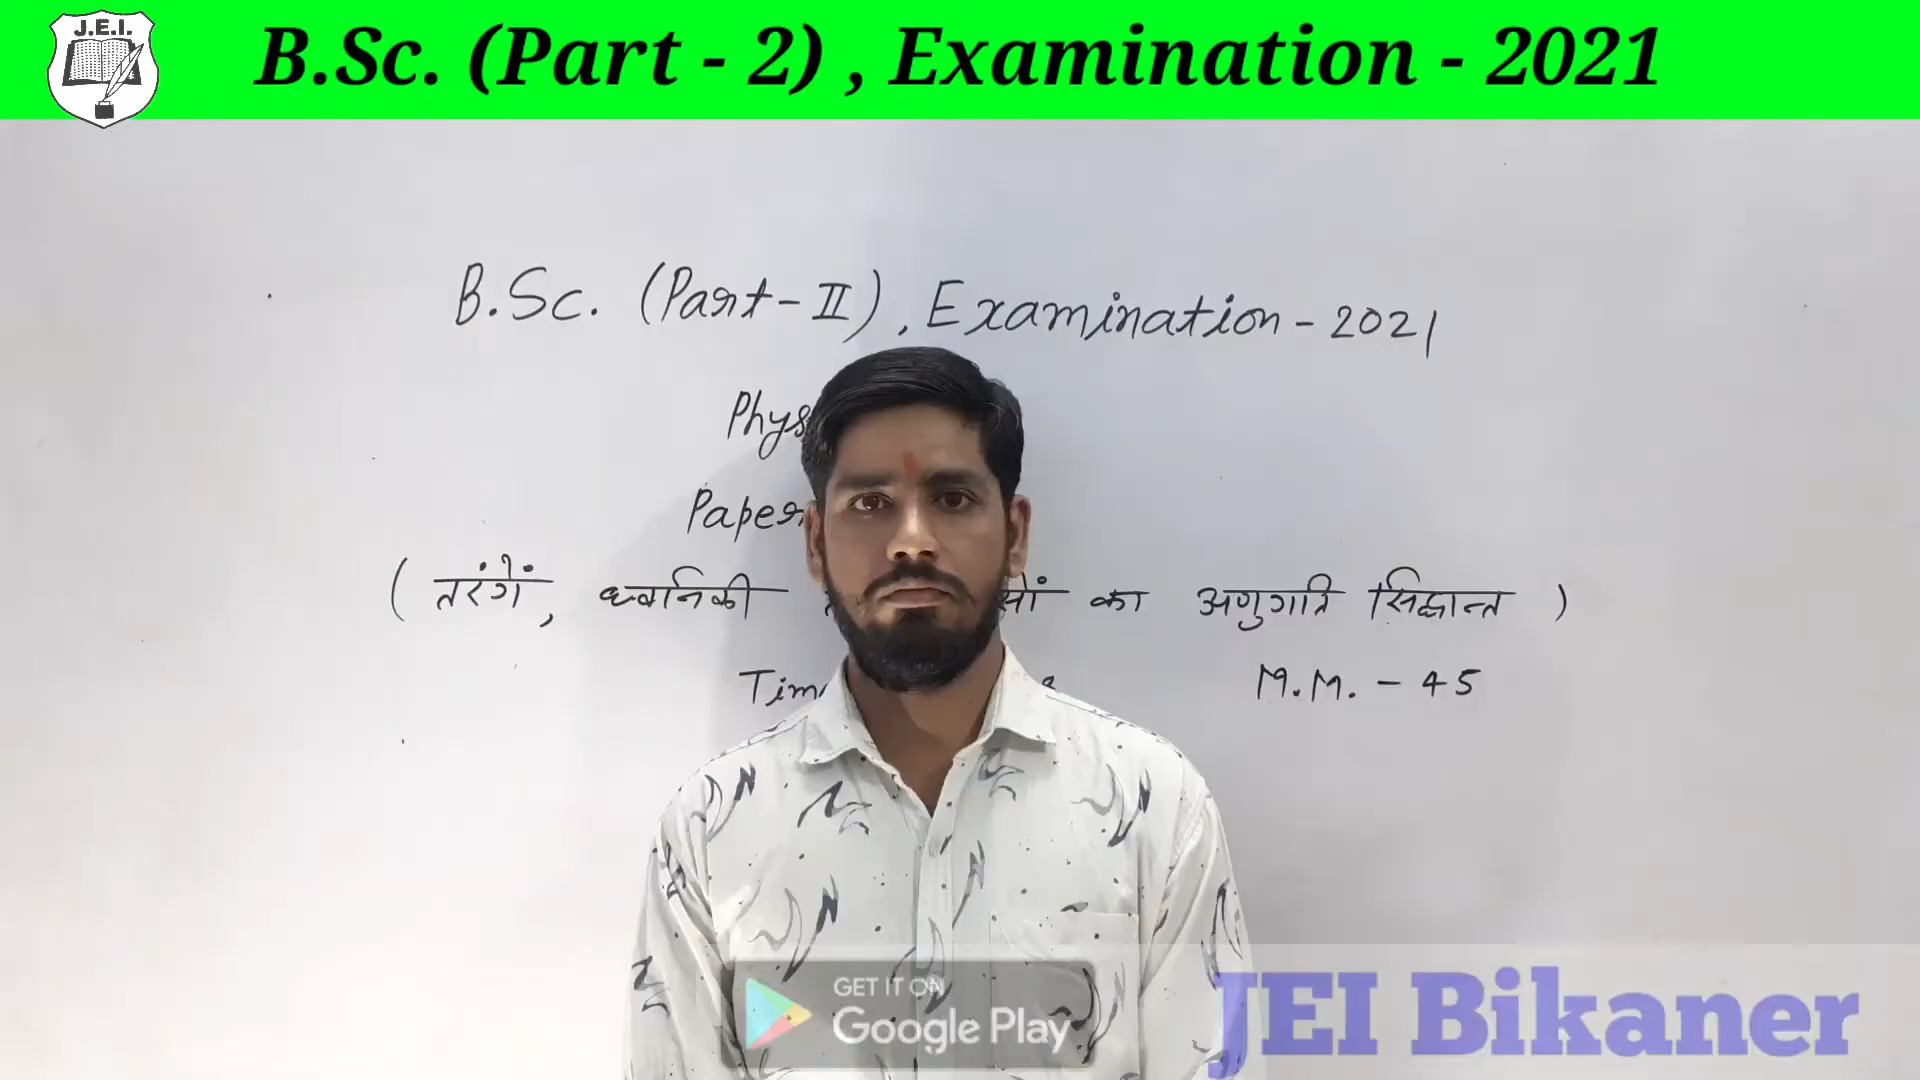 J.E.I.
B.Sc. (Part - 2) , Examination - 2021
B.Sc. (Part-II), Examination - 2021
Paper
( तरंगें, ध्वनिकी का अणुगति सिद्धान्त )
M.M. - 45
GET IT ON
Google Play
JEI Bikaner